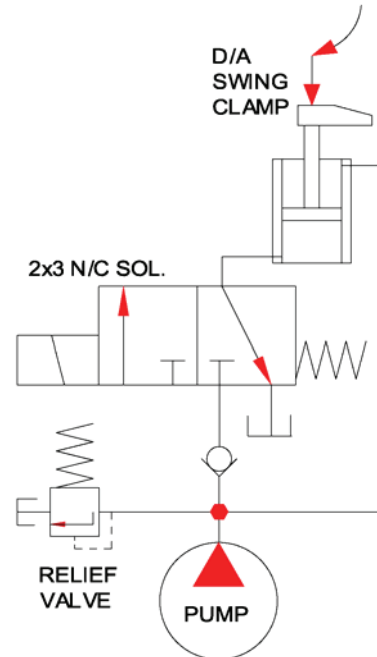 D/A
SWING
CLAMP
2x3 N/C SOL.
RELIEF
VALVE
PUMP